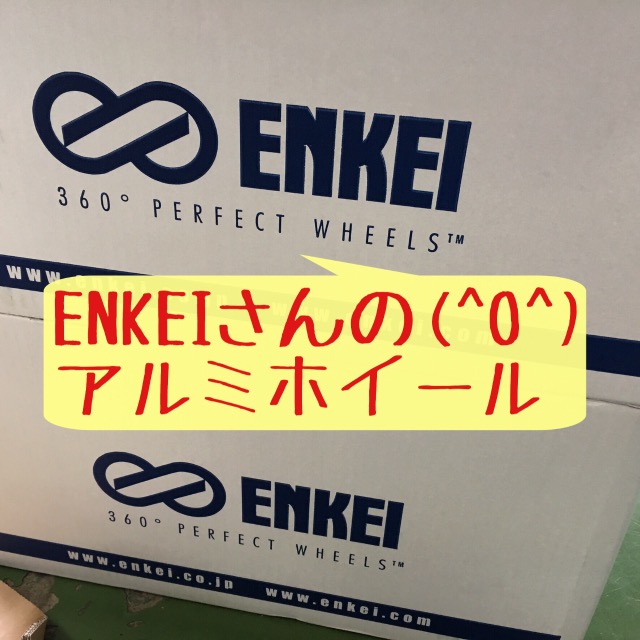 ENKEI
360° PERFECT WHEELS™
www.
ENKEIさんの(^O^)
アルミホイール
ENKEI
360° PERFECT WHEELS™
www.enkei.co.jp
www.enkei.com